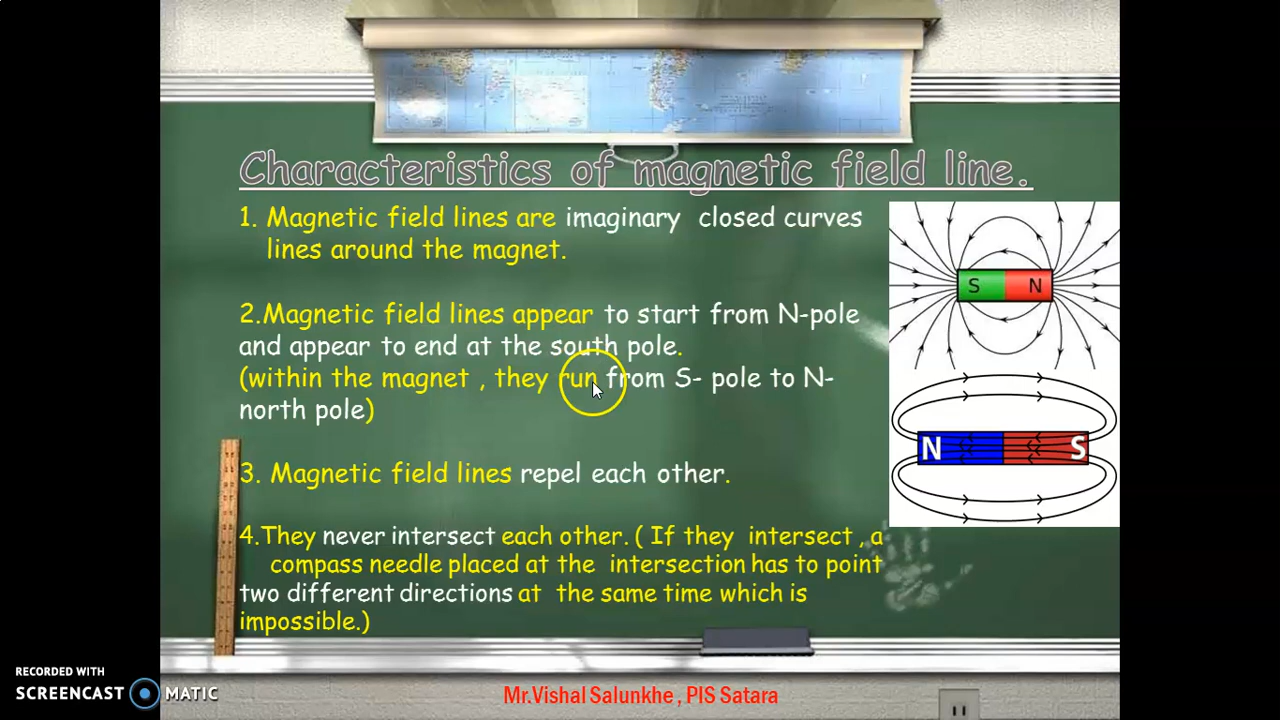 Characteristics of magnetic field line.
1. Magnetic field lines are imaginary closed curves
lines around the magnet.
2.Magnetic field lines appear to start from N-pole
and appear to end at the south pole.
(within the magnet , they run from S- pole to N-
north pole)
3. Magnetic field lines repel each other.
4.They never intersect each other. ( If they intersect , a
compass needle placed at the intersection has to point
two different directions at the same time which is
impossible.)
S N
N S
RECORDED WITH
SCREENCAST MATIC
Mr.Vishal Salunkhe , PIS Satara